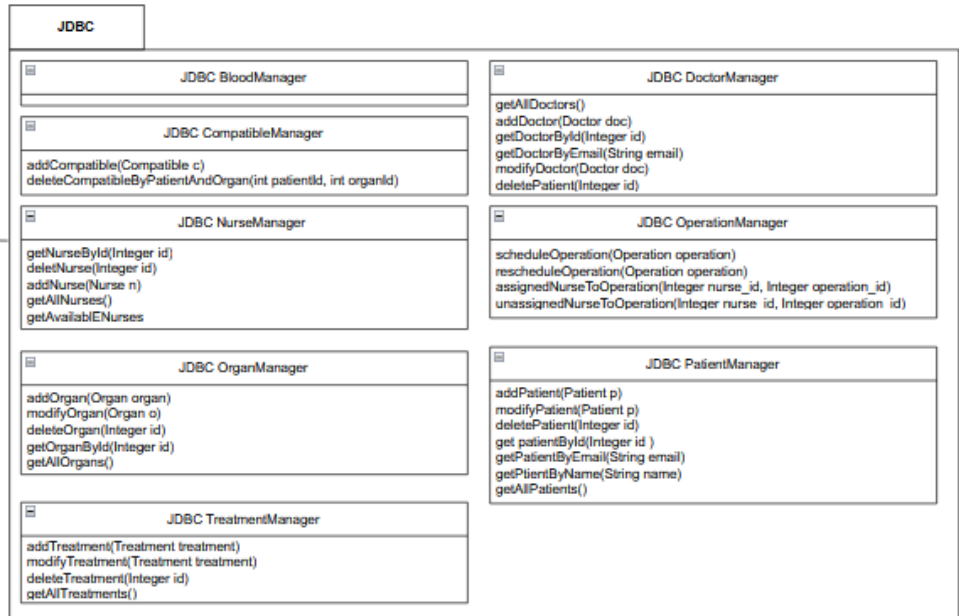 JDBC
JDBC BloodManager
JDBC CompatibleManager
addCompatible(Compatible c)
deleteCompatibleByPatientAndOrgan(int patientId, int organId)
JDBC NurseManager
getNurseById(Integer id)
deletNurse(Integer id)
addNurse(Nurse n)
getAllNurses()
getAvailablENurses
JDBC OrganManager
addOrgan(Organ organ)
modifyOrgan(Organ o)
deleteOrgan(Integer id)
getOrganById(Integer id)
getAllOrgans()
JDBC TreatmentManager
addTreatment(Treatment treatment)
modifyTreatment(Treatment treatment)
deleteTreatment(Integer id)
getAllTreatments()
JDBC DoctorManager
getAllDoctors()
addDoctor(Doctor doc)
getDoctorById(Integer id)
getDoctorByEmail(String email)
modifyDoctor(Doctor doc)
deletePatient(Integer id)
JDBC OperationManager
scheduleOperation(Operation operation)
rescheduleOperation(Operation operation)
assignedNurseToOperation(Integer nurse_id, Integer operation_id)
unassignedNurseToOperation(Integer nurse_id, Integer operation_id)
JDBC PatientManager
addPatient(Patient p)
modifyPatient(Patient p)
deletePatient(Integer id)
get patientById(Integer id )
getPatientByEmail(String email)
getPtientByName(String name)
getAllPatients()